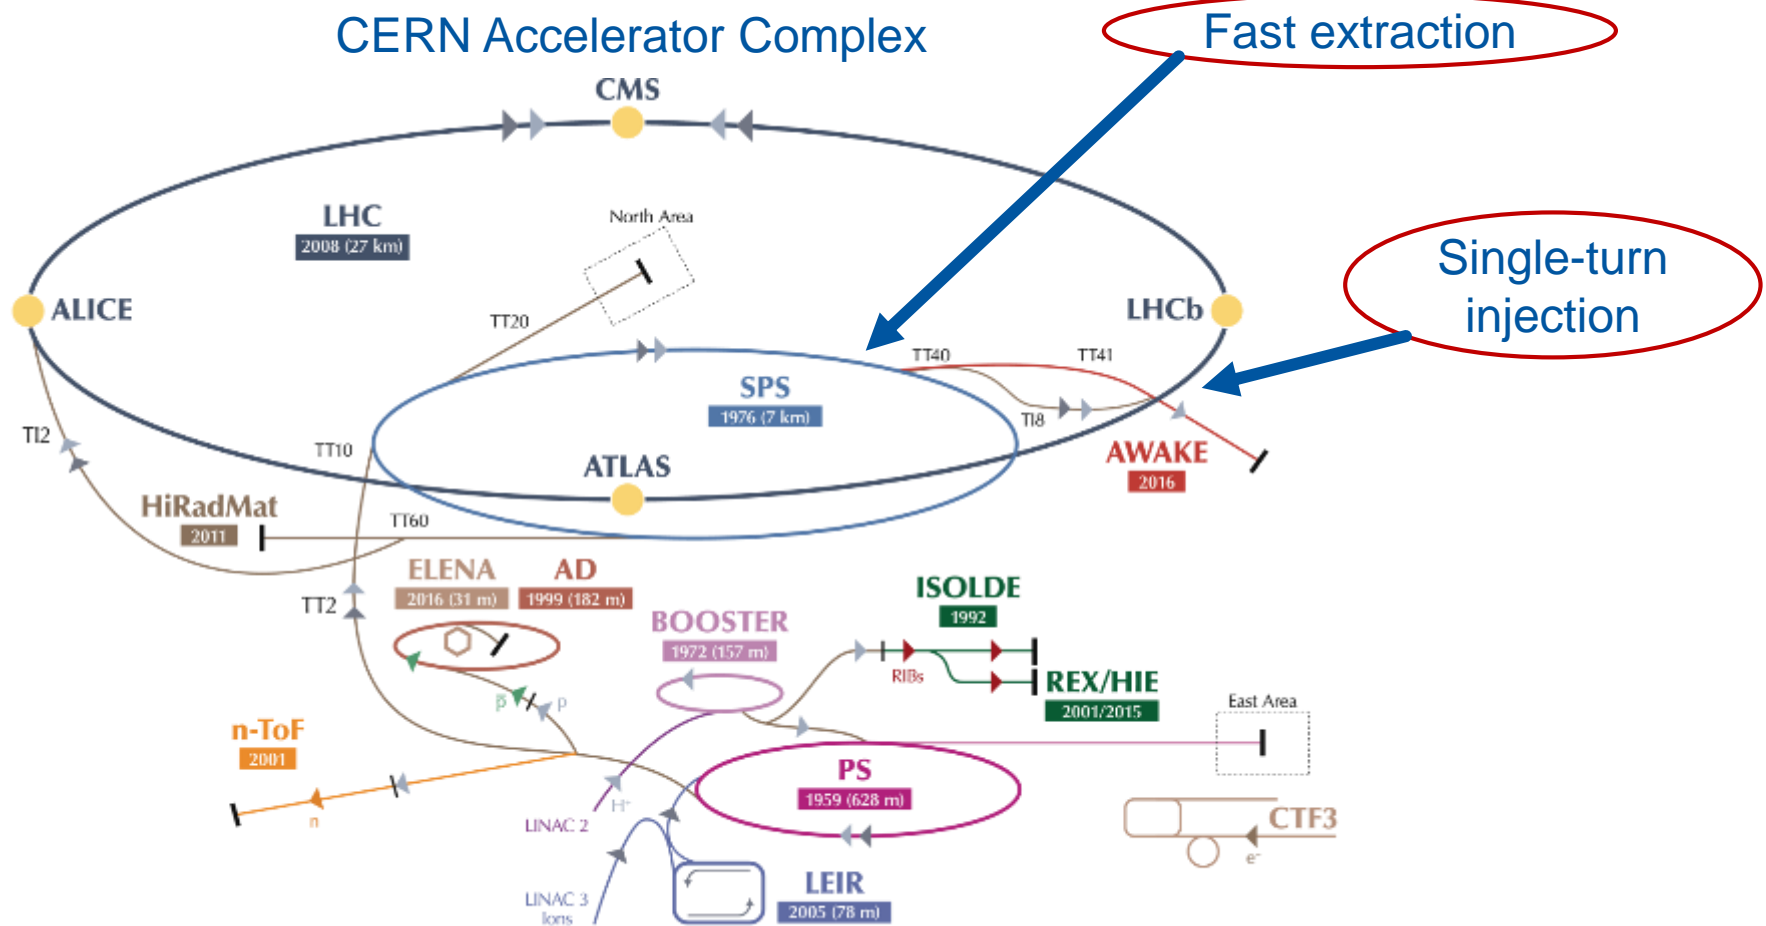 CERN Accelerator Complex
Fast extraction
CMS
LHC
2008 (27 km)
North Area
Single-turn
injection
ALICE
LHCb
TT20
TT40
TT41
SPS
1976 (7 km)
TI8
TI2
TT10
ATLAS
AWAKE
2016
HiRadMat
2011
TT60
ELENA
2016 (31 m)
AD
1999 (182 m)
TT2
ISOLDE
1992
BOOSTER
1972 (157 m)
RIBs
REX/HIE
2001/2015
p̄
p
East Area
n-ToF
2001
PS
1959 (628 m)
H⁺
n
LINAC 2
CTF3
e⁻
LEIR
2005 (78 m)
LINAC 3
Ions